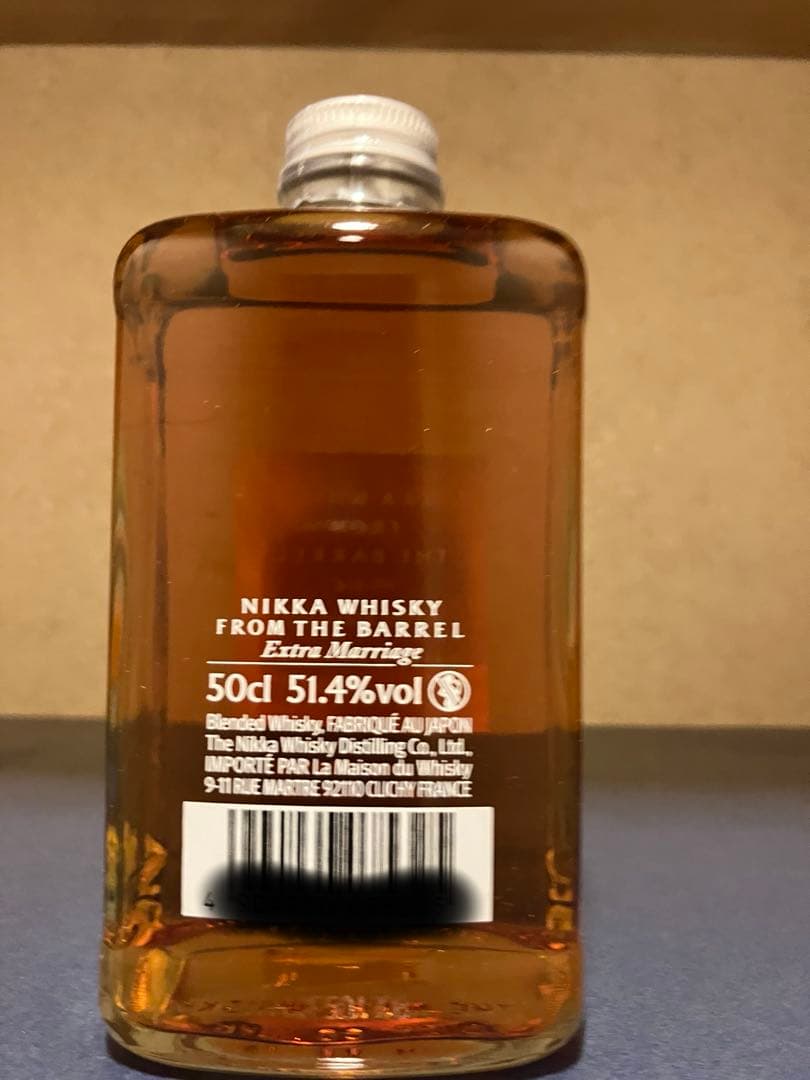 NIKKA WHISKY
FROM THE BARREL
Extra Marriage
50cl 51.4%vol
Blended Whisky, FABRIQUÉ AU JAPON
The Nikka Whisky Distilling Co., Ltd.,
IMPORTÉ PAR La Maison du Whisky
9-11 RUE MARTRE 92110 CLICHY FRANCE
4